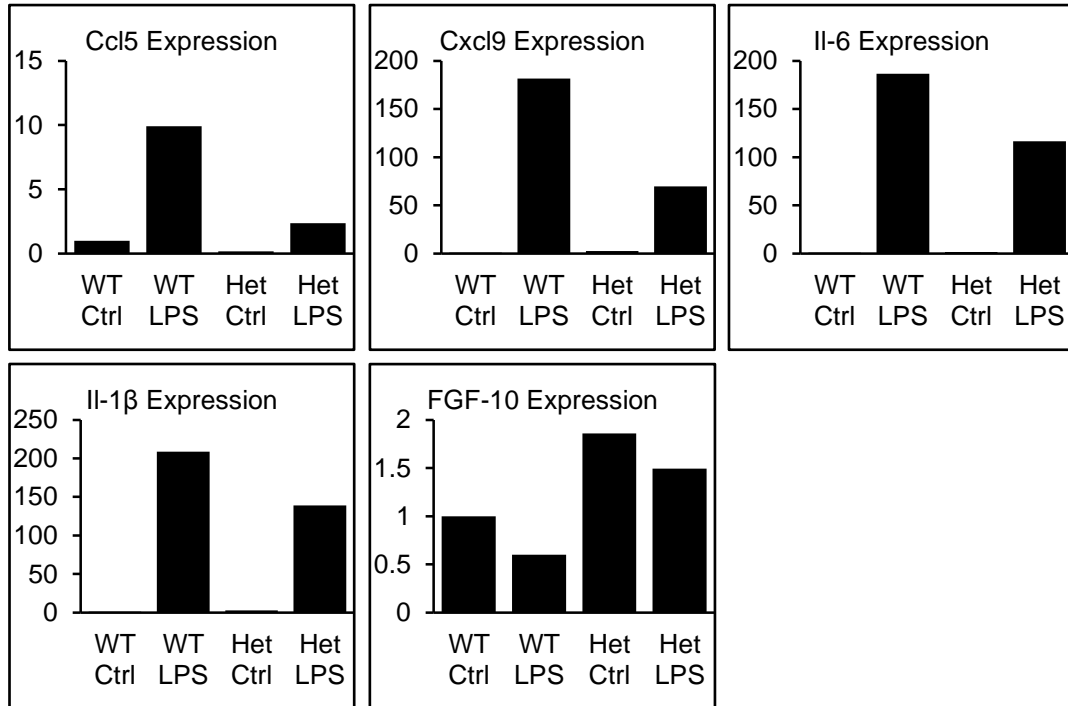 Ccl5 Expression
15
10
5
0
WT WT Het Het
Ctrl LPS Ctrl LPS
Cxcl9 Expression
200
150
100
50
0
WT WT Het Het
Ctrl LPS Ctrl LPS
Il-6 Expression
200
150
100
50
0
WT WT Het Het
Ctrl LPS Ctrl LPS
Il-1β Expression
250
200
150
100
50
0
WT WT Het Het
Ctrl LPS Ctrl LPS
FGF-10 Expression
2
1.5
1
0.5
0
WT WT Het Het
Ctrl LPS Ctrl LPS